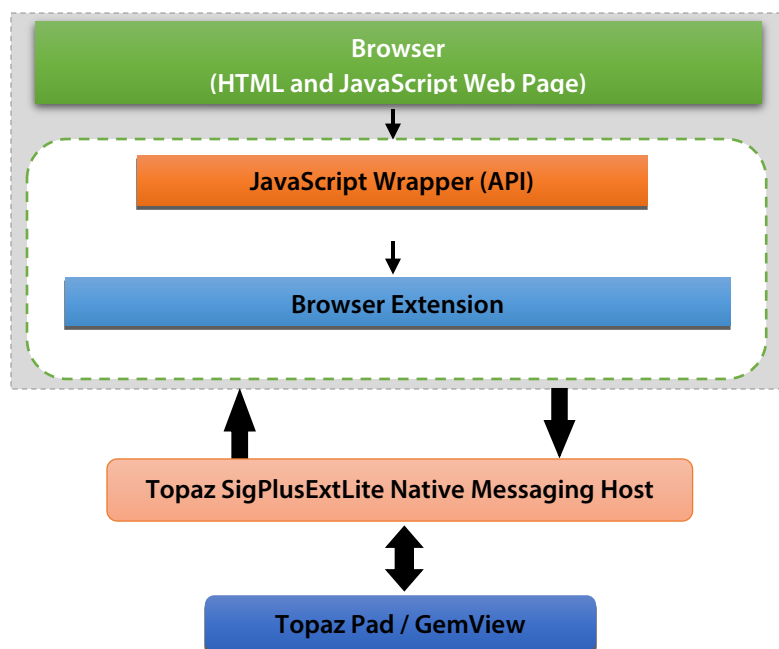 Browser
(HTML and JavaScript Web Page)
JavaScript Wrapper (API)
Browser Extension
Topaz SigPlusExtLite Native Messaging Host
Topaz Pad / GemView